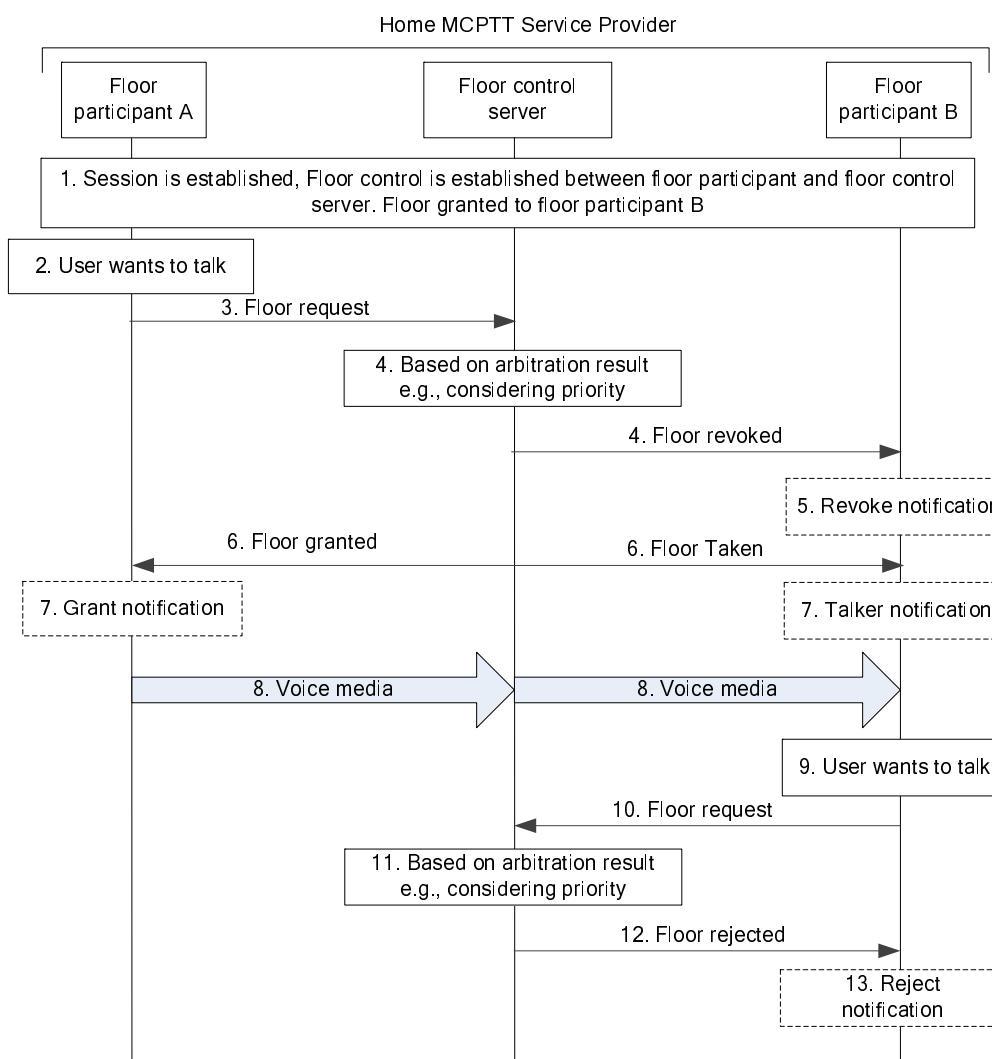 Home MCPTT Service Provider
Floor
participant A
Floor control
server
Floor
participant B
1. Session is established, Floor control is established between floor participant and floor control
server. Floor granted to floor participant B
2. User wants to talk
3. Floor request
4. Based on arbitration result
e.g., considering priority
4. Floor revoked
5. Revoke notification
6. Floor granted
6. Floor Taken
7. Grant notification
7. Talker notification
8. Voice media
8. Voice media
9. User wants to talk
10. Floor request
11. Based on arbitration result
e.g., considering priority
12. Floor rejected
13. Reject
notification